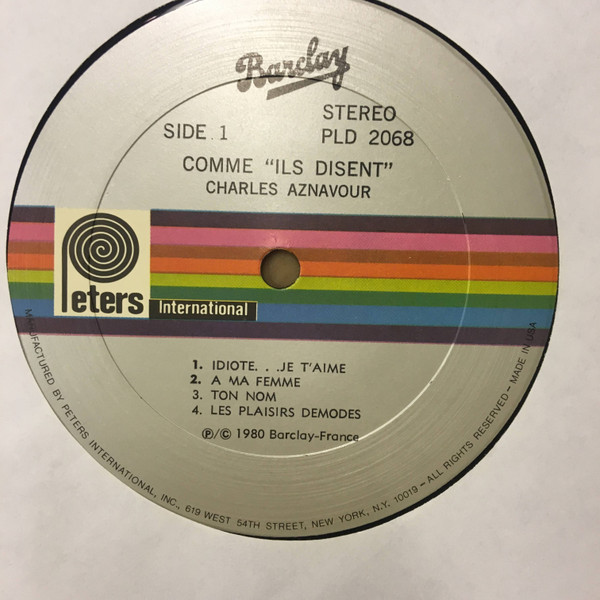 Barclay
STEREO
SIDE 1
PLD 2068
COMME "ILS DISENT"
CHARLES AZNAVOUR
Peters
International
1. IDIOTE. . .JE T'AIME
2. A MA FEMME
3. TON NOM
4. LES PLAISIRS DEMODES
℗/© 1980 Barclay-France
MANUFACTURED BY PETERS INTERNATIONAL, INC., 619 WEST 54TH STREET, NEW YORK, N.Y. 10019 – ALL RIGHTS RESERVED – MADE IN USA